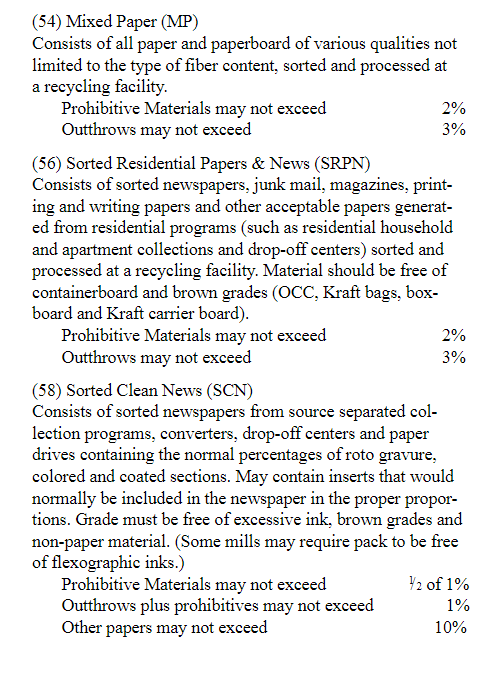 (54) Mixed Paper (MP)
Consists of all paper and paperboard of various qualities not
limited to the type of fiber content, sorted and processed at
a recycling facility.
Prohibitive Materials may not exceed 2%
Outthrows may not exceed 3%
(56) Sorted Residential Papers & News (SRPN)
Consists of sorted newspapers, junk mail, magazines, print-
ing and writing papers and other acceptable papers generat-
ed from residential programs (such as residential household
and apartment collections and drop-off centers) sorted and
processed at a recycling facility. Material should be free of
containerboard and brown grades (OCC, Kraft bags, box-
board and Kraft carrier board).
Prohibitive Materials may not exceed 2%
Outthrows may not exceed 3%
(58) Sorted Clean News (SCN)
Consists of sorted newspapers from source separated col-
lection programs, converters, drop-off centers and paper
drives containing the normal percentages of roto gravure,
colored and coated sections. May contain inserts that would
normally be included in the newspaper in the proper propor-
tions. Grade must be free of excessive ink, brown grades and
non-paper material. (Some mills may require pack to be free
of flexographic inks.)
Prohibitive Materials may not exceed ½ of 1%
Outthrows plus prohibitives may not exceed 1%
Other papers may not exceed 10%